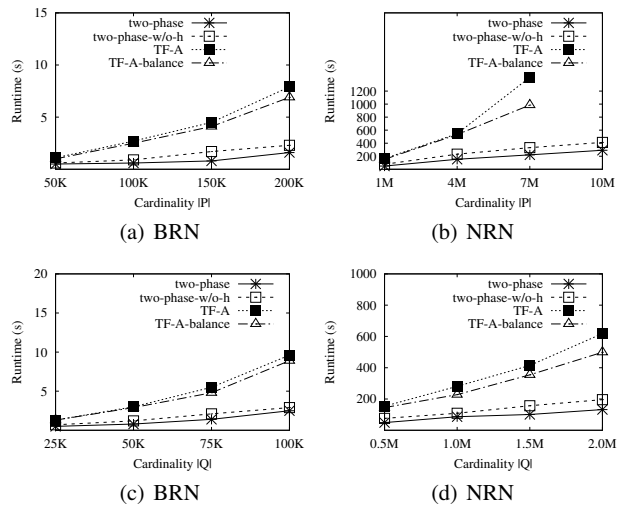 two-phase
two-phase-w/o-h
TF-A
TF-A-balance
Runtime (s)
15
10
5
50K 100K 150K 200K
Cardinality |P|
(a) BRN
two-phase
two-phase-w/o-h
TF-A
TF-A-balance
Runtime (s)
1200
1000
800
600
400
200
1M 4M 7M 10M
Cardinality |P|
(b) NRN
two-phase
two-phase-w/o-h
TF-A
TF-A-balance
Runtime (s)
20
15
10
5
25K 50K 75K 100K
Cardinality |Q|
(c) BRN
two-phase
two-phase-w/o-h
TF-A
TF-A-balance
Runtime (s)
1000
800
600
400
200
0.5M 1.0M 1.5M 2.0M
Cardinality |Q|
(d) NRN